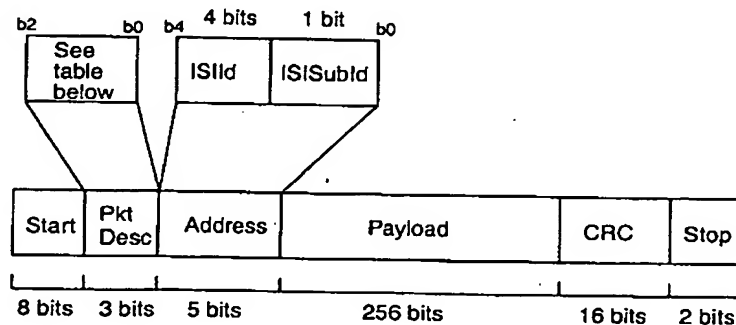 4 bits 1 bit
b2 b0 b4 b0
See
table
below
ISIId ISISubId
Start Pkt
Desc Address Payload CRC Stop
8 bits 3 bits 5 bits 256 bits 16 bits 2 bits